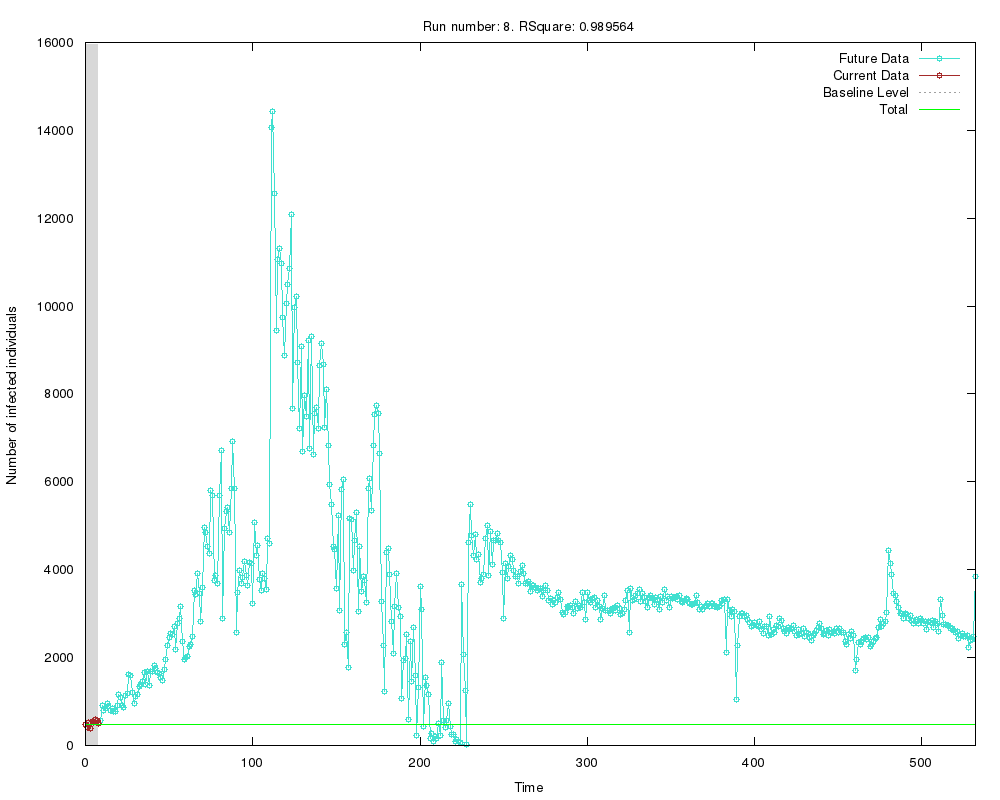 Run number: 8. RSquare: 0.989564
16000
14000
12000
10000
8000
6000
4000
2000
0
Number of infected individuals
Future Data
Current Data
Baseline Level
Total
0 100 200 300 400 500
Time